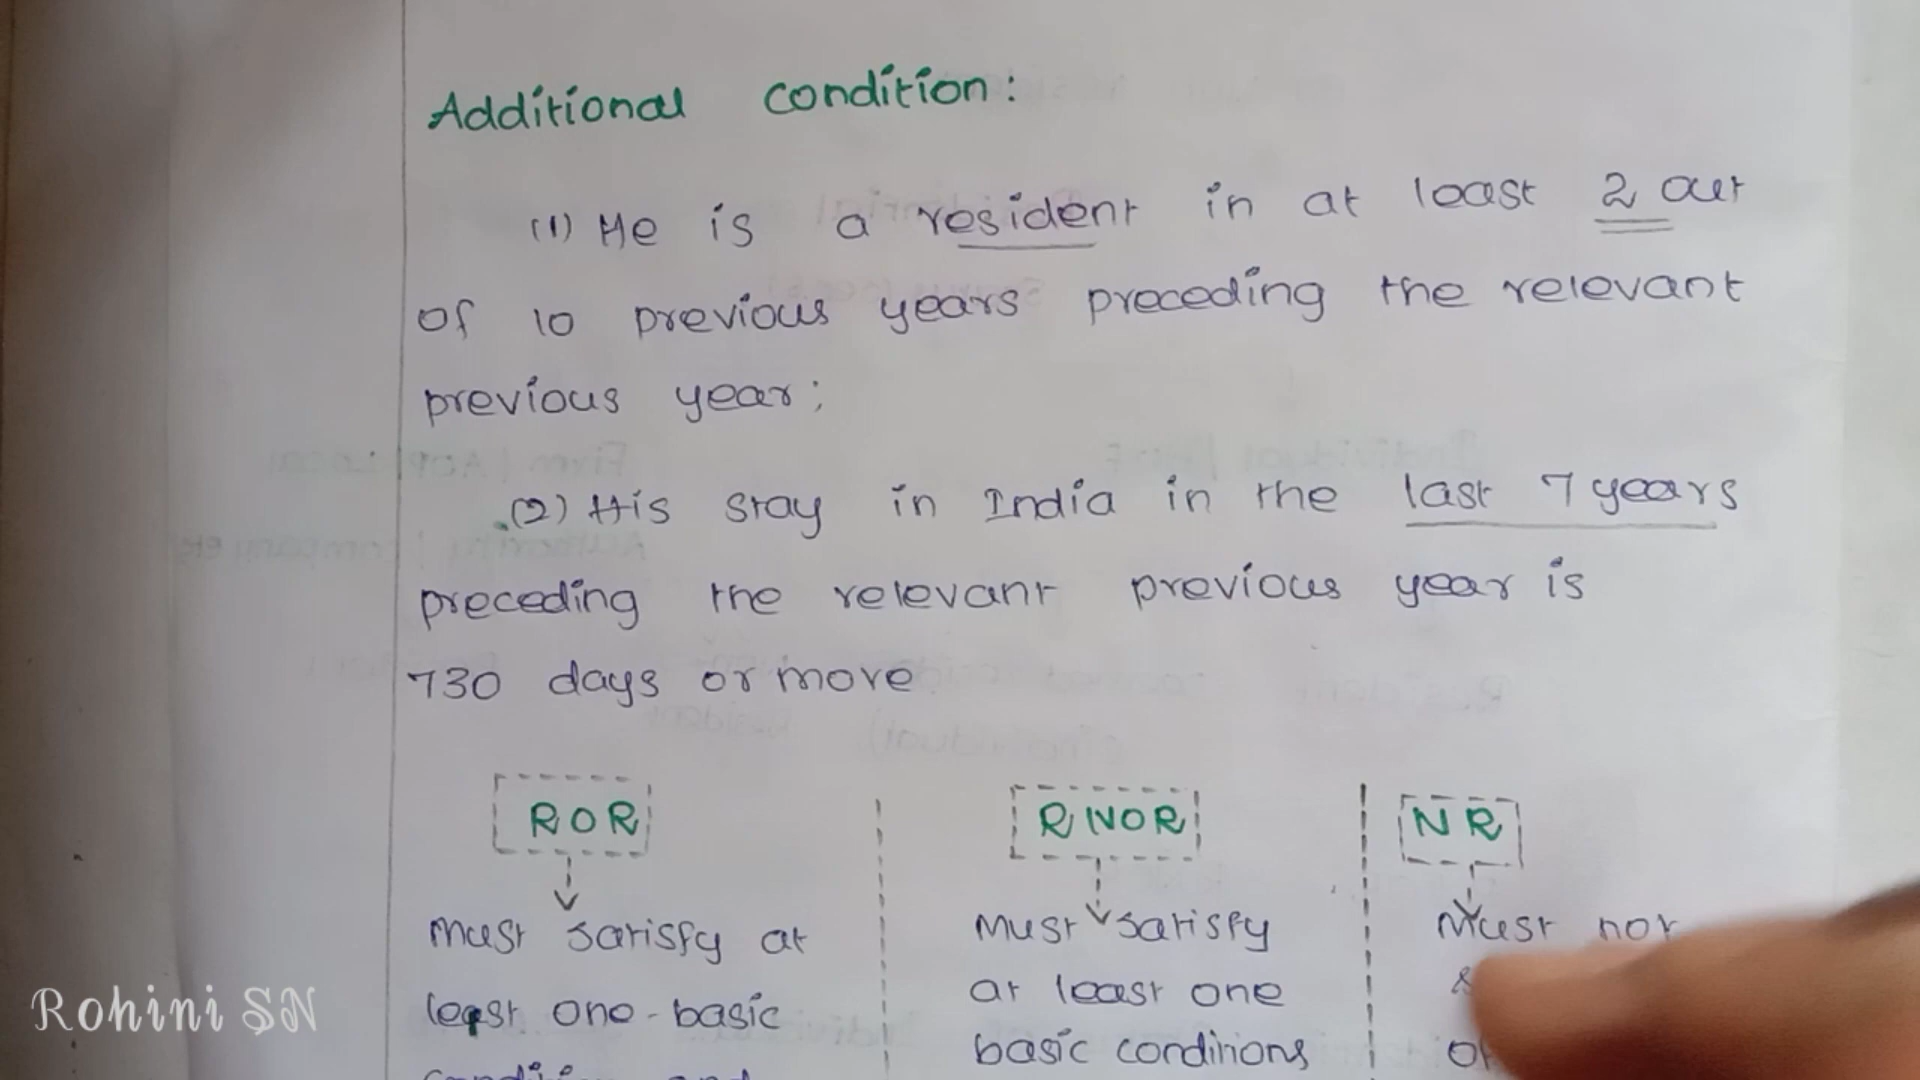 Additional condition:
(1) He is a resident in at least 2 out
of 10 previous years preceding the relevant
previous year;
(2) His stay in India in the last 7 years
preceding the relevant previous year is
730 days or more
ROR
RNOR
NR
Must satisfy at
least one basic
condition and
Must satisfy
at least one
basic conditions
Must not
Rohini SN